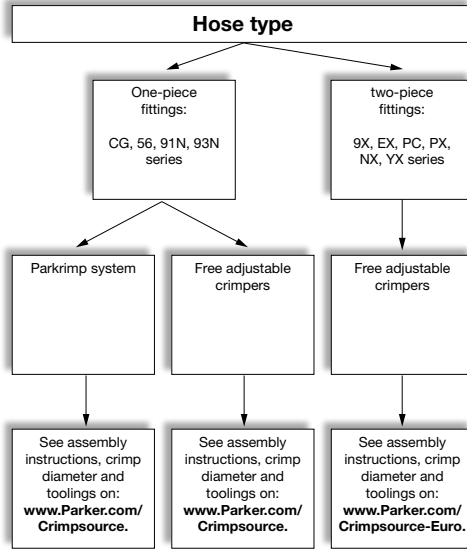 Hose type
One-piece
fittings:
CG, 56, 91N, 93N
series
two-piece
fittings:
9X, EX, PC, PX,
NX, YX series
Parkrimp system
Free adjustable
crimpers
Free adjustable
crimpers
See assembly
instructions, crimp
diameter and
toolings on:
www.Parker.com/
Crimpsource.
See assembly
instructions, crimp
diameter and
toolings on:
www.Parker.com/
Crimpsource.
See assembly
instructions, crimp
diameter and
toolings on:
www.Parker.com/
Crimpsource-Euro.